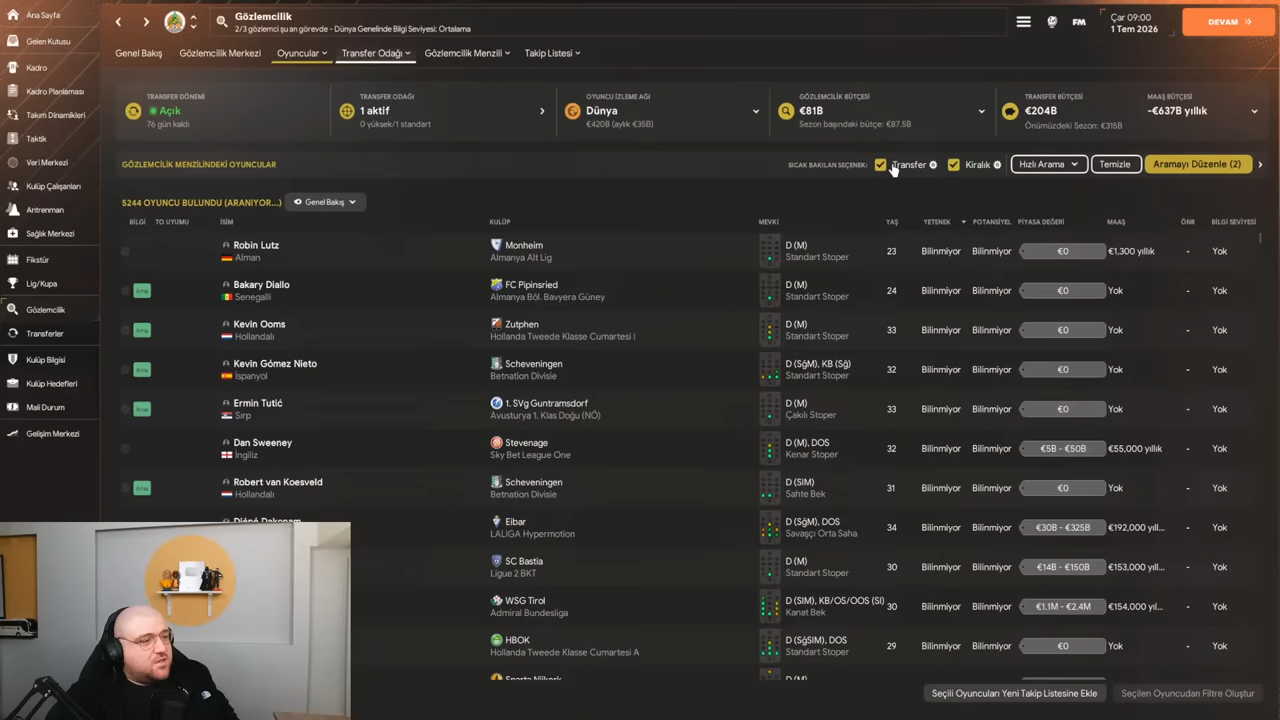 Ana Sayfa
Gelen Kutusu
Kadro
Kadro Planlaması
Takım Dinamikleri
Taktik
Veri Merkezi
Kulüp Çalışanları
Antrenman
Sağlık Merkezi
Fikstür
Lig/Kupa
Gözlemcilik
Transferler
Kulüp Bilgisi
Kulüp Hedefleri
Mali Durum
Gelişim Merkezi
Gözlemcilik
2/3 gözlemci şu an görevde - Dünya Genelinde Bilgi Seviyesi: Ortalama
FM
Çar 09:00
1 Tem 2026
DEVAM
Genel Bakış
Gözlemcilik Merkezi
Oyuncular
Transfer Odağı
Gözlemcilik Menzili
Takip Listesi
TRANSFER DÖNEMİ
Açık
76 gün kaldı
TRANSFER ODAĞI
1 aktif
0 yüksek/1 standart
OYUNCU İZLEME AĞI
Dünya
€420B (aylık €35B)
GÖZLEMCİLİK BÜTÇESİ
€81B
Sezon başındaki bütçe: €87.5B
TRANSFER BÜTÇESİ
€204B
Önümüzdeki Sezon: €315B
MAAŞ BÜTÇESİ
-€637B yıllık
GÖZLEMCİLİK MENZİLİNDEKİ OYUNCULAR
SICAK BAKILAN SEÇENEK:
Transfer
Kiralık
Hızlı Arama
Temizle
Aramayı Düzenle (2)
5244 OYUNCU BULUNDU (ARANIYOR...)
Genel Bakış
BİLGİ TO UYUMU İSİM KULÜP MEVKİ YAŞ YETENEK POTANSİYEL PİYASA DEĞERİ MAAŞ ÖNR BİLGİ SEVİYESİ
Robin Lutz Monheim D (M) 23 Bilinmiyor Bilinmiyor €0 €1,300 yıllık - Yok
Alman Almanya Alt Lig Standart Stoper
Ama Bakary Diallo FC Pipinsried D (M) 24 Bilinmiyor Bilinmiyor €0 Yok - Yok
Senegalli Almanya Böl. Bavyera Güney Standart Stoper
Ama Kevin Ooms Zutphen D (M) 33 Bilinmiyor Bilinmiyor €0 Yok - Yok
Hollandalı Hollanda Tweede Klasse Cumartesi I Standart Stoper
Ama Kevin Gómez Nieto Scheveningen D (SğM), KB (Sğ) 32 Bilinmiyor Bilinmiyor €0 Yok - Yok
İspanyol Betnation Divisie Standart Stoper
Ama Ermin Tutić 1. SVg Guntramsdorf D (M) 33 Bilinmiyor Bilinmiyor €0 Yok - Yok
Sırp Avusturya 1. Klas Doğu (NÖ) Çakılı Stoper
Dan Sweeney Stevenage D (M), DOS 32 Bilinmiyor Bilinmiyor €5B - €50B €55,000 yıllık - Yok
İngiliz Sky Bet League One Kenar Stoper
Ama Robert van Koesveld Scheveningen D (SIM) 31 Bilinmiyor Bilinmiyor €0 Yok - Yok
Hollandalı Betnation Divisie Sahte Bek
Eibar D (SğM), DOS 34 Bilinmiyor Bilinmiyor €30B - €325B €192,000 yıll... - Yok
LALIGA Hypermotion Savaşçı Orta Saha
SC Bastia D (M) 30 Bilinmiyor Bilinmiyor €14B - €150B €153,000 yıll... - Yok
Ligue 2 BKT Standart Stoper
WSG Tirol D (SIM), KB/OS/OOS (SI) 30 Bilinmiyor Bilinmiyor €1.1M - €2.4M €154,000 yıl... - Yok
Admiral Bundesliga Kanat Bek
HBOK D (SğSIM), DOS 29 Bilinmiyor Bilinmiyor €0 Yok - Yok
Hollanda Tweede Klasse Cumartesi A Standart Stoper
Sparta Nijkerk D (M)
Seçili Oyuncuları Yeni Takip Listesine Ekle
Seçilen Oyuncudan Filtre Oluştur